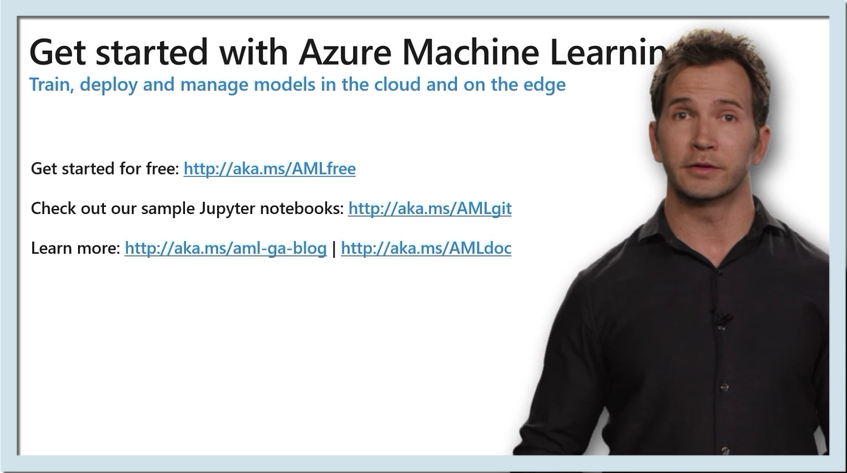 Get started with Azure Machine Learnin
Train, deploy and manage models in the cloud and on the edge
Get started for free: http://aka.ms/AMLfree
Check out our sample Jupyter notebooks: http://aka.ms/AMLgit
Learn more: http://aka.ms/aml-ga-blog | http://aka.ms/AMLdoc